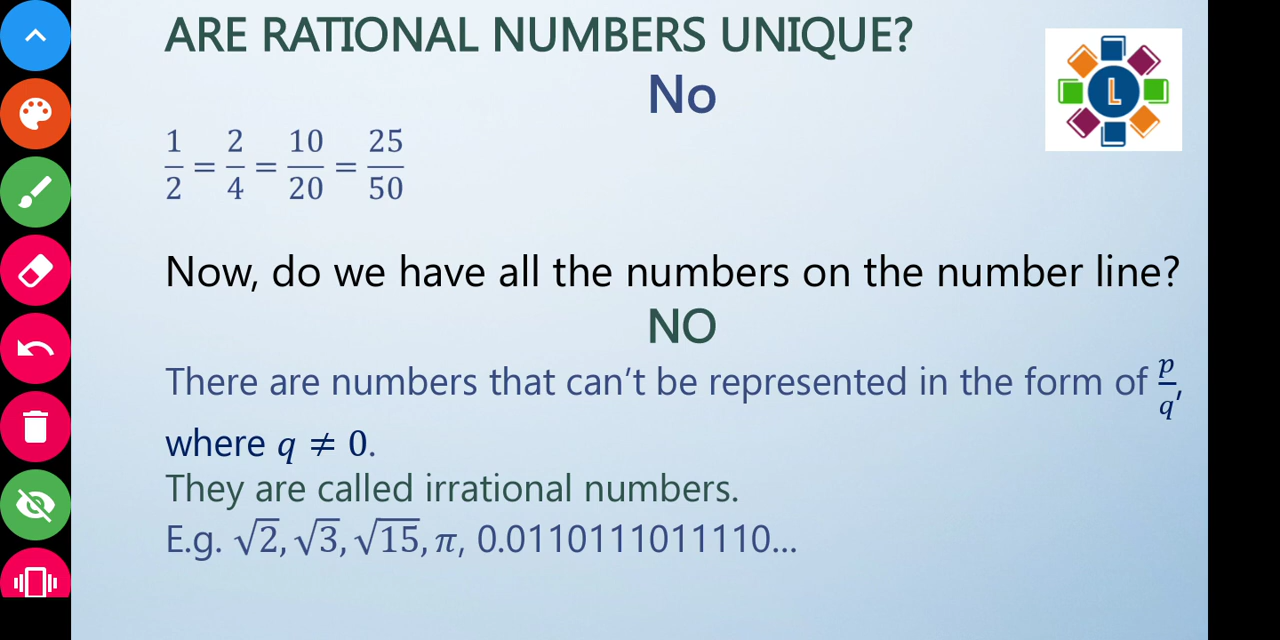 ARE RATIONAL NUMBERS UNIQUE?
No
L
1/2 = 2/4 = 10/20 = 25/50
Now, do we have all the numbers on the number line?
NO
There are numbers that can’t be represented in the form of p/q,
where q ≠ 0.
They are called irrational numbers.
E.g. √2, √3, √15, π, 0.0110111011110...